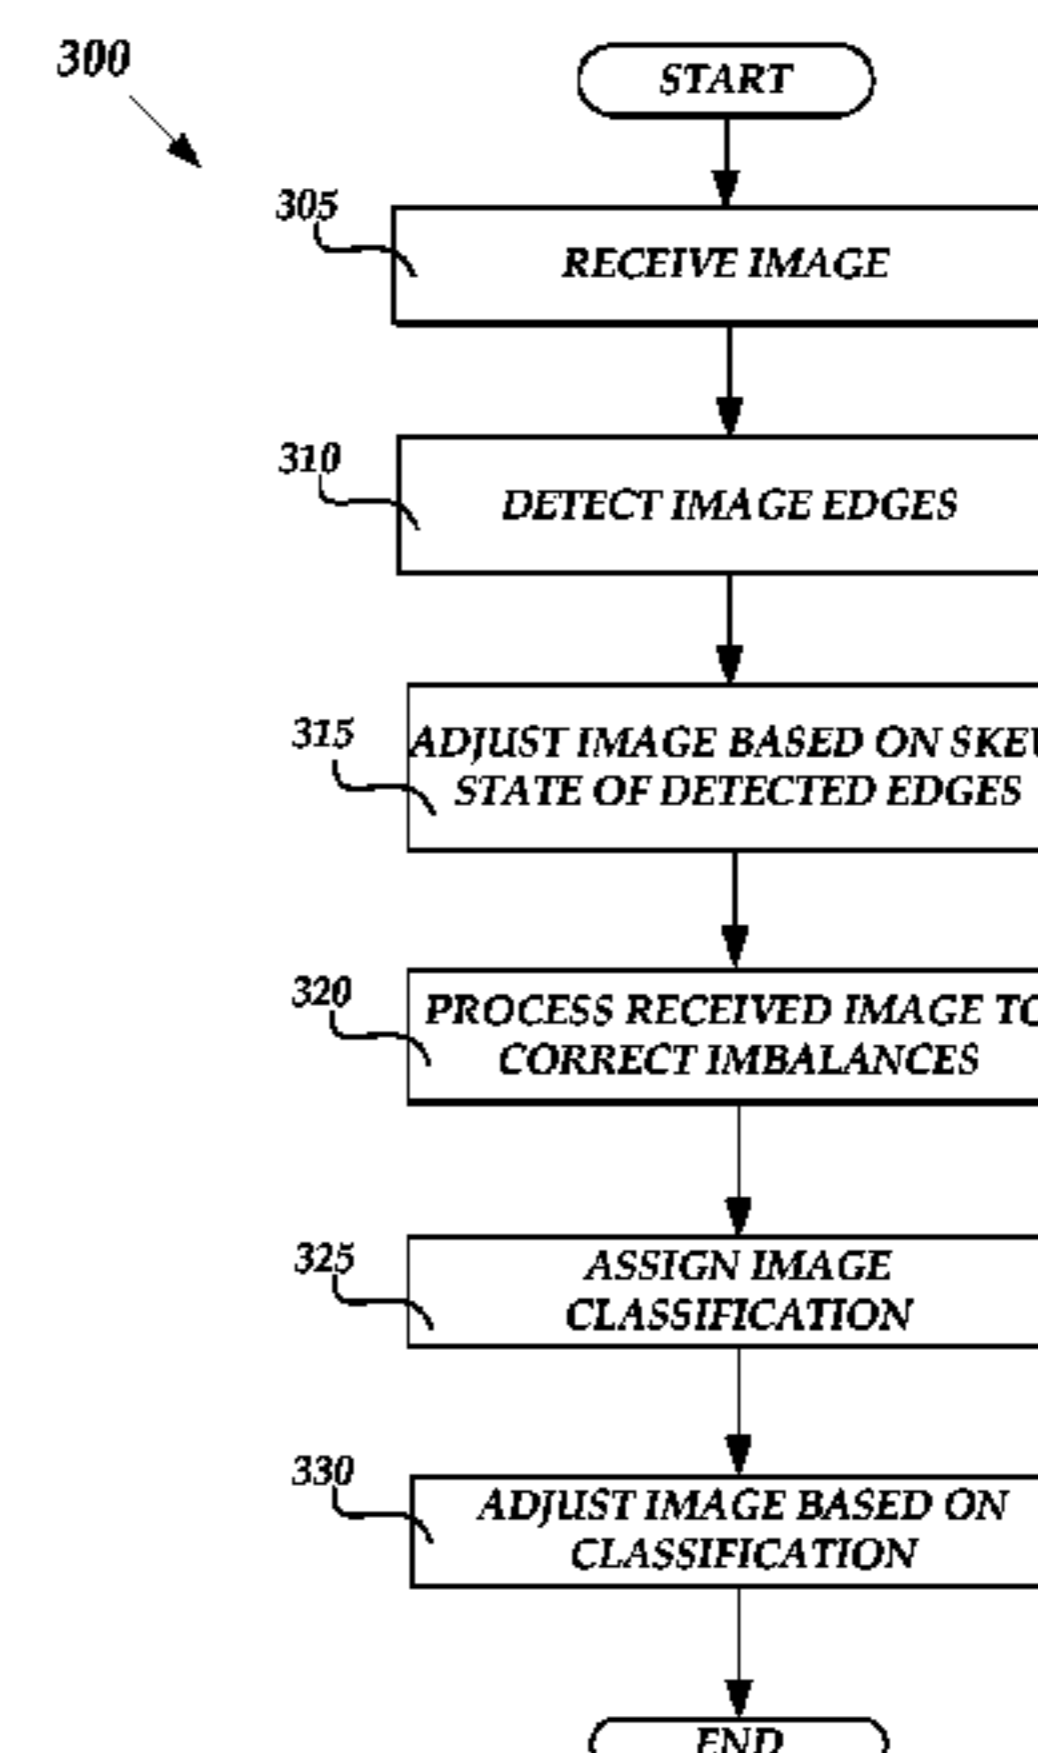 300
START
305
RECEIVE IMAGE
310
DETECT IMAGE EDGES
315
ADJUST IMAGE BASED ON
STATE OF DETECTED EDGES
320
PROCESS RECEIVED IMAGE TO
CORRECT IMBALANCES
325
ASSIGN IMAGE
CLASSIFICATION
330
ADJUST IMAGE BASED ON
CLASSIFICATION
END